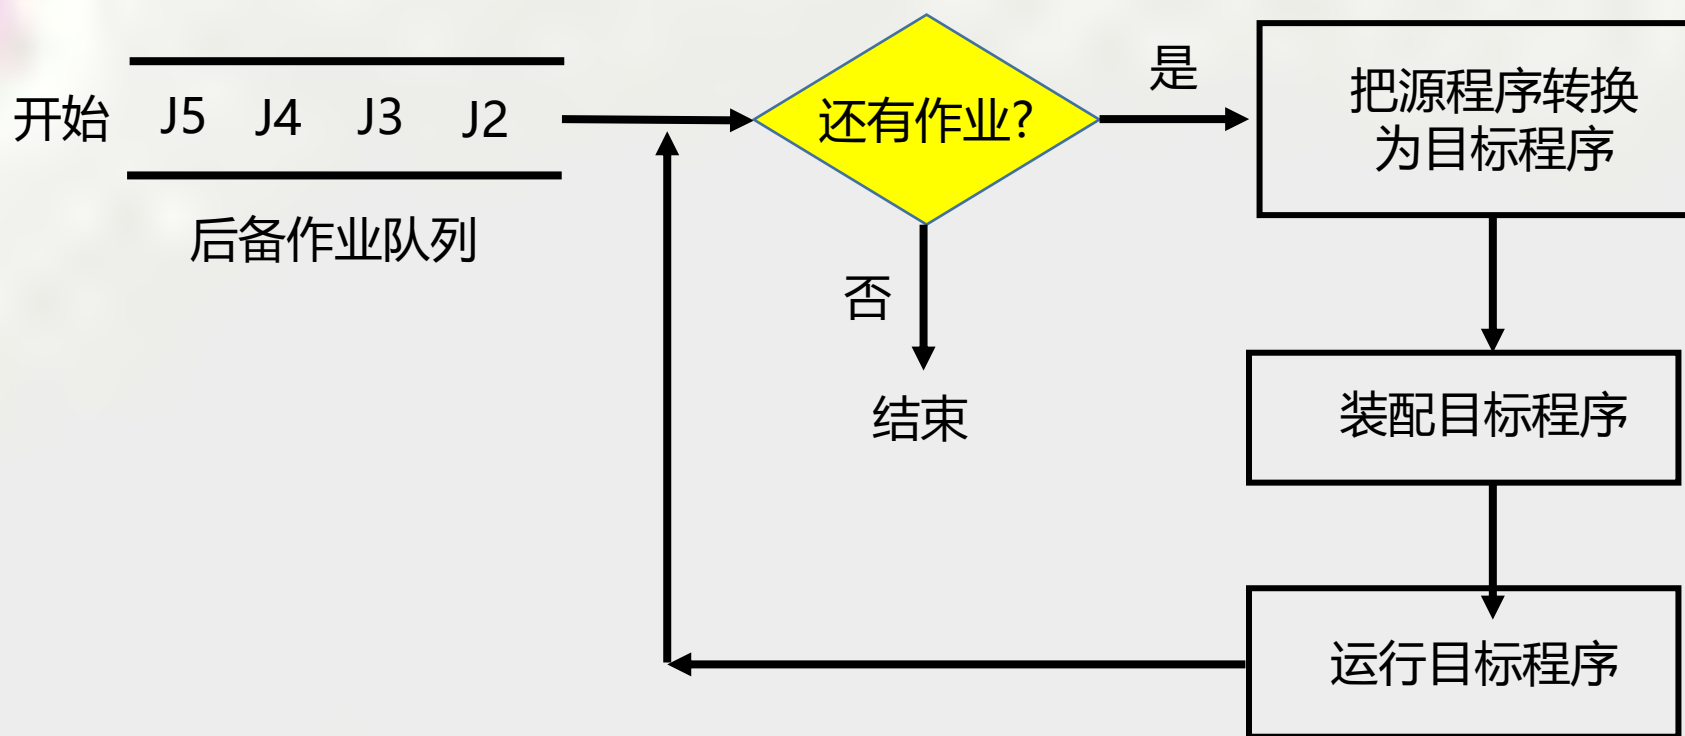 开始
J5 J4 J3 J2
后备作业队列
还有作业?
是
否
结束
把源程序转换
为目标程序
装配目标程序
运行目标程序